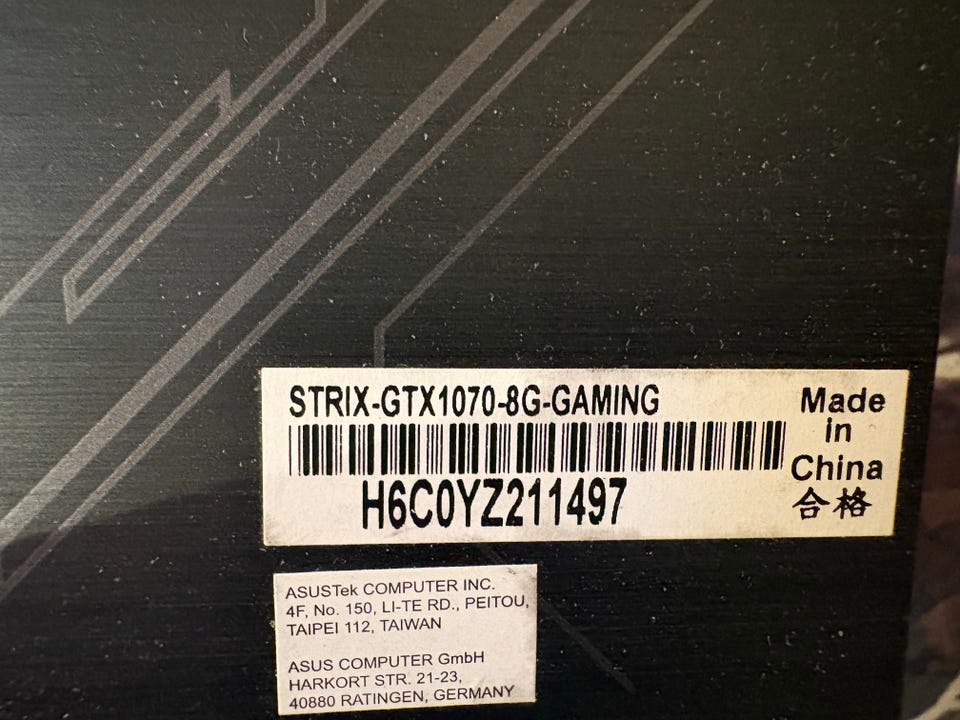 STRIX-GTX1070-8G-GAMING
H6C0YZ211497
Made
in
China
合格
ASUSTek COMPUTER INC.
4F, No. 150, LI-TE RD., PEITOU,
TAIPEI 112, TAIWAN
ASUS COMPUTER GmbH
HARKORT STR. 21-23,
40880 RATINGEN, GERMANY